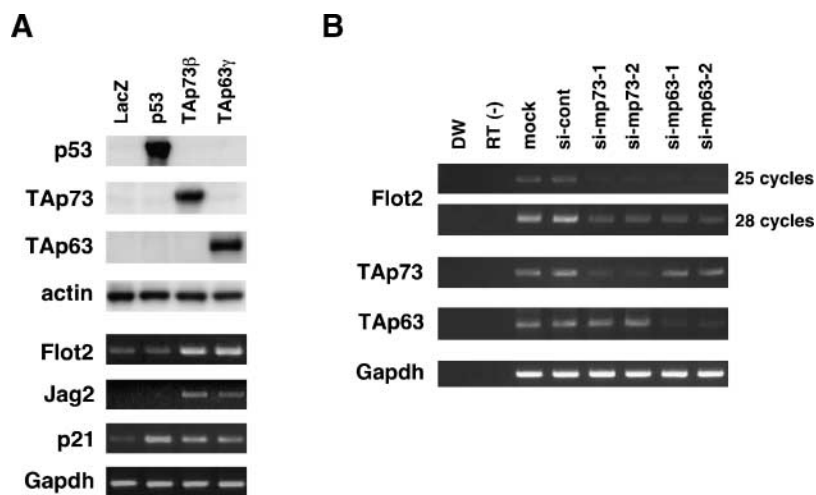 A
LacZ
p53
TAp73β
TAp63γ
p53
TAp73
TAp63
actin
Flot2
Jag2
p21
Gapdh
B
DW
RT (-)
mock
si-cont
si-mp73-1
si-mp73-2
si-mp63-1
si-mp63-2
Flot2
25 cycles
28 cycles
TAp73
TAp63
Gapdh